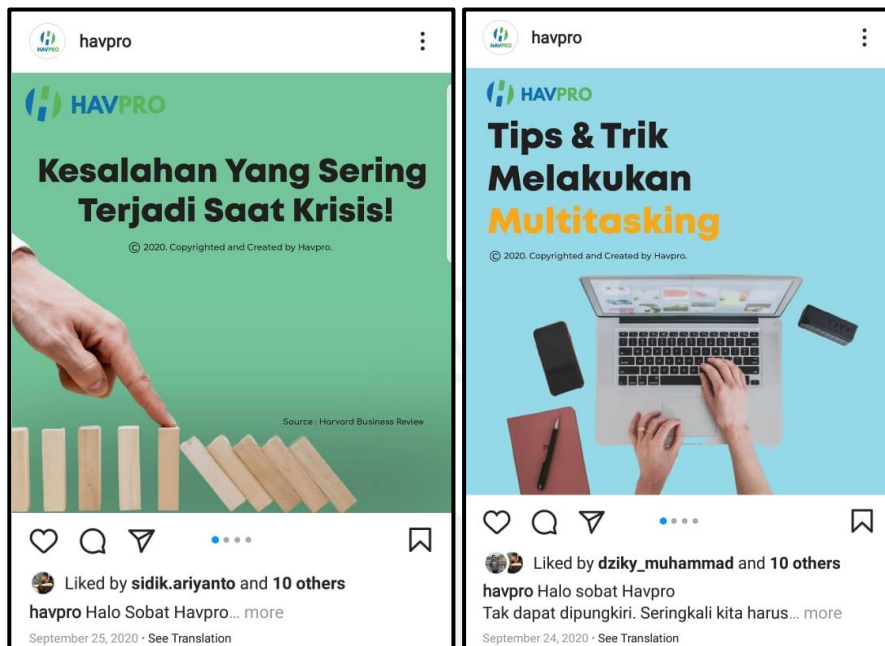 havpro
HAVPRO
HAVPRO
Kesalahan Yang Sering
Terjadi Saat Krisis!
© 2020. Copyrighted and Created by Havpro.
Source : Harvard Business Review
Liked by sidik.ariyanto and 10 others
havpro Halo Sobat Havpro... more
September 25, 2020 • See Translation
havpro
HAVPRO
HAVPRO
Tips & Trik
Melakukan
Multitasking
© 2020. Copyrighted and Created by Havpro.
Liked by dziky_muhammad and 10 others
havpro Halo sobat Havpro
Tak dapat dipungkiri. Seringkali kita harus... more
September 24, 2020 • See Translation